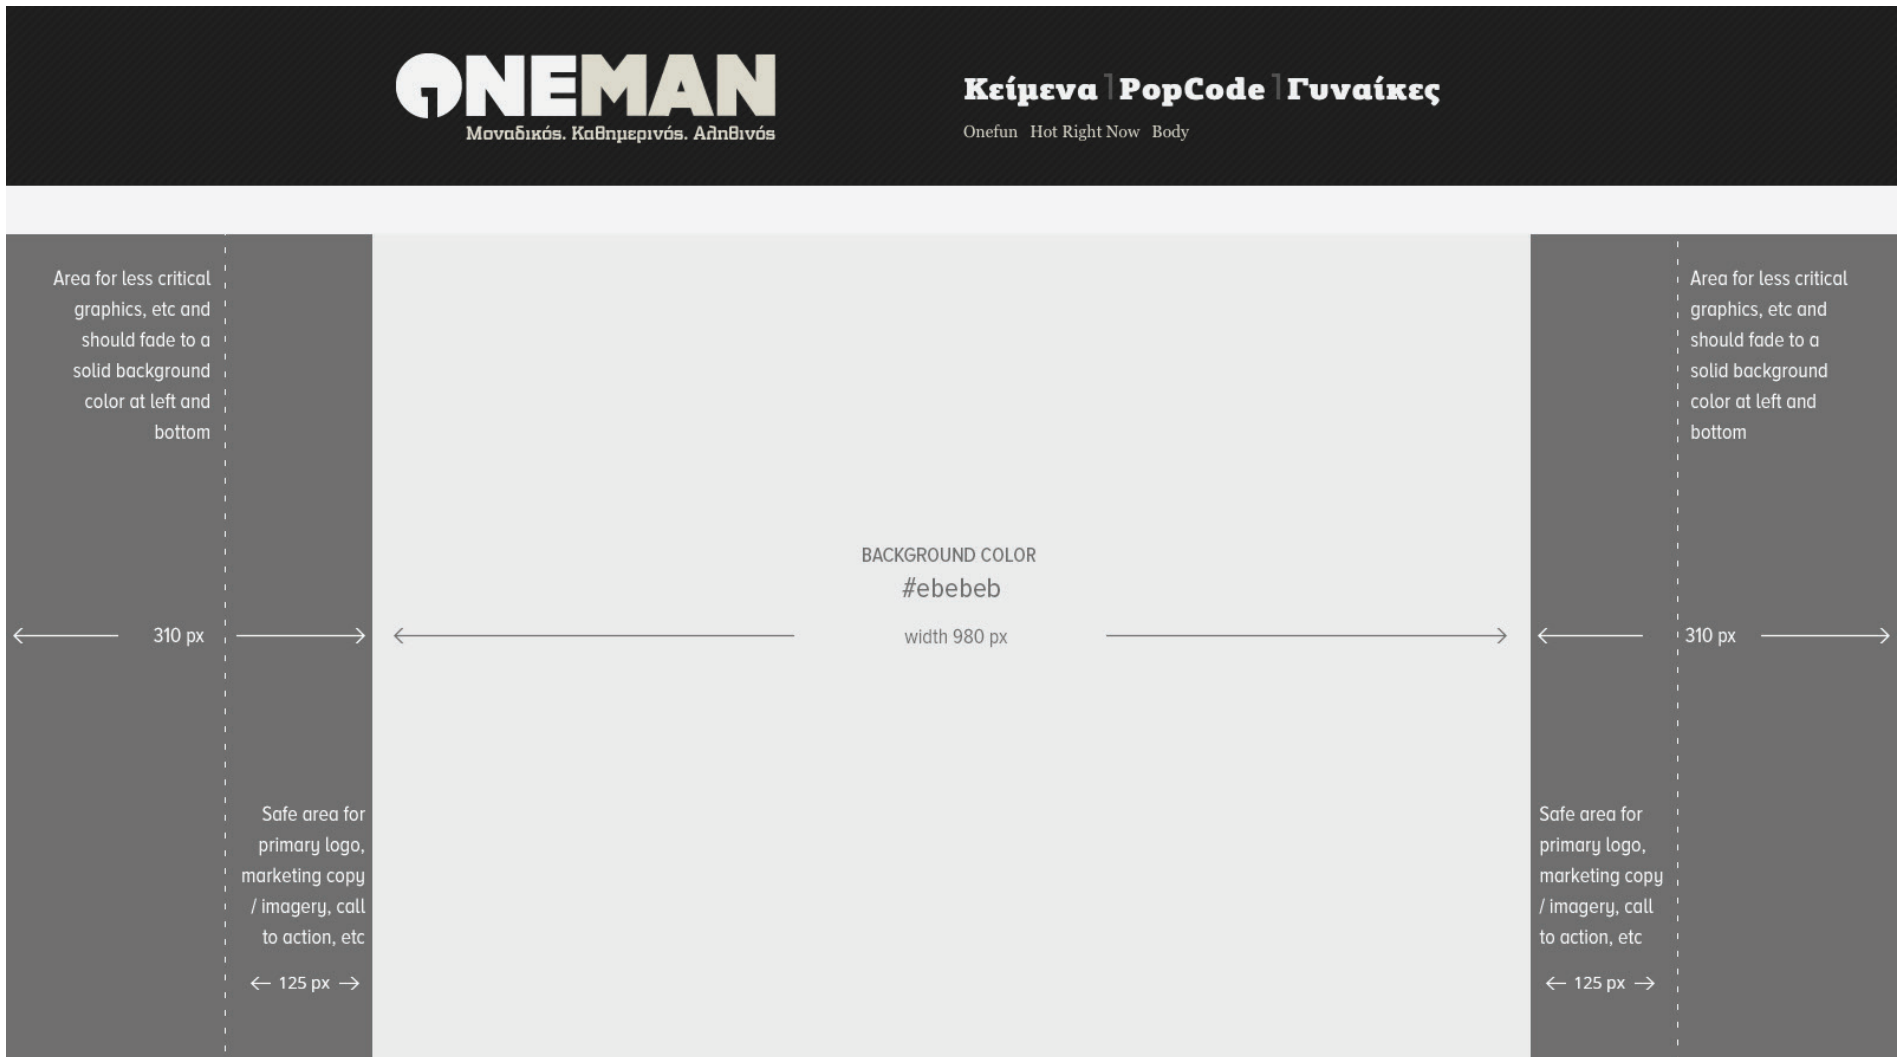 ONEMAN
Μοναδικός. Καθημερινός. Αληθινός
Κείμενα PopCode Γυναίκες
Onefun Hot Right Now Body
Area for less critical
graphics, etc and
should fade to a
solid background
color at left and
bottom
310 px
Safe area for
primary logo,
marketing copy
/ imagery, call
to action, etc
125 px
BACKGROUND COLOR
#ebebeb
width 980 px
Area for less critical
graphics, etc and
should fade to a
solid background
color at left and
bottom
310 px
Safe area for
primary logo,
marketing copy
/ imagery, call
to action, etc
125 px